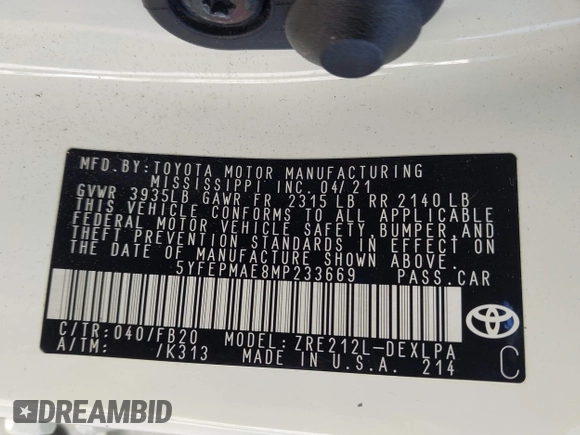 MFD.BY:TOYOTA MOTOR MANUFACTURING
MISSISSIPPI INC. 04/21
GVWR 3935LB GAWR FR 2315 LB RR 2140 LB
THIS VEHICLE CONFORMS TO ALL APPLICABLE
FEDERAL MOTOR VEHICLE SAFETY, BUMPER, AND
THEFT PREVENTION STANDARDS IN EFFECT ON
THE DATE OF MANUFACTURE SHOWN ABOVE.
5YFEPMAE8MP233669 PASS.CAR
C/TR: 040/FB20 MODEL: ZRE212L-DEXLPA
A/TM: /K313 MADE IN U.S.A. 214
C
DREAMBID